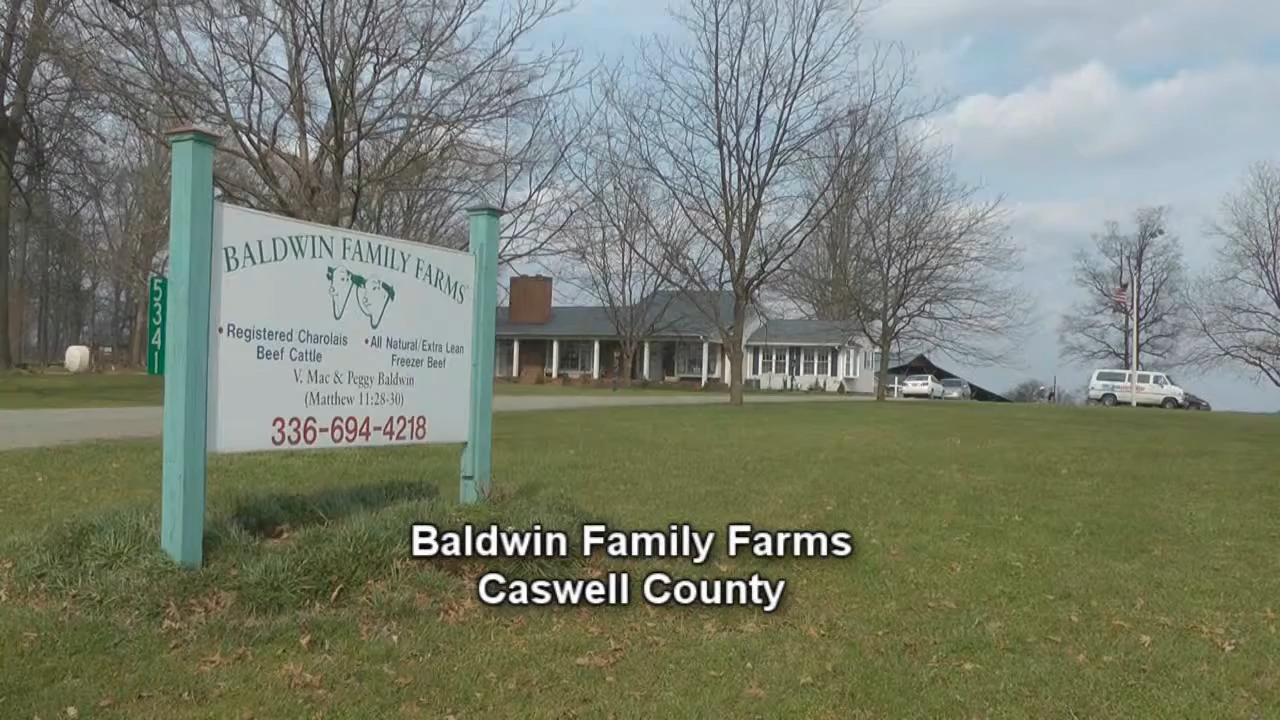 BALDWIN FAMILY FARMS
5341
• Registered Charolais
Beef Cattle
• All Natural/Extra Lean
Freezer Beef
V. Mac & Peggy Baldwin
(Matthew 11:28-30)
336-694-4218
Baldwin Family Farms
Caswell County